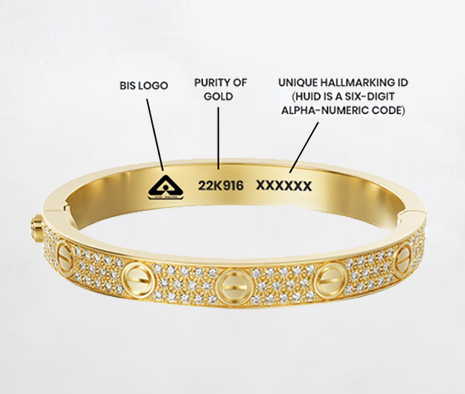 BIS LOGO
PURITY OF
GOLD
UNIQUE HALLMARKING ID
(HUID IS A SIX-DIGIT
ALPHA-NUMERIC CODE)
22K916 XXXXXX